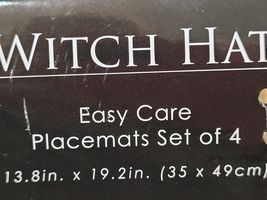 WITCH HAT
Easy Care
Placemats Set of 4
13.8in. x 19.2in. (35 x 49cm)